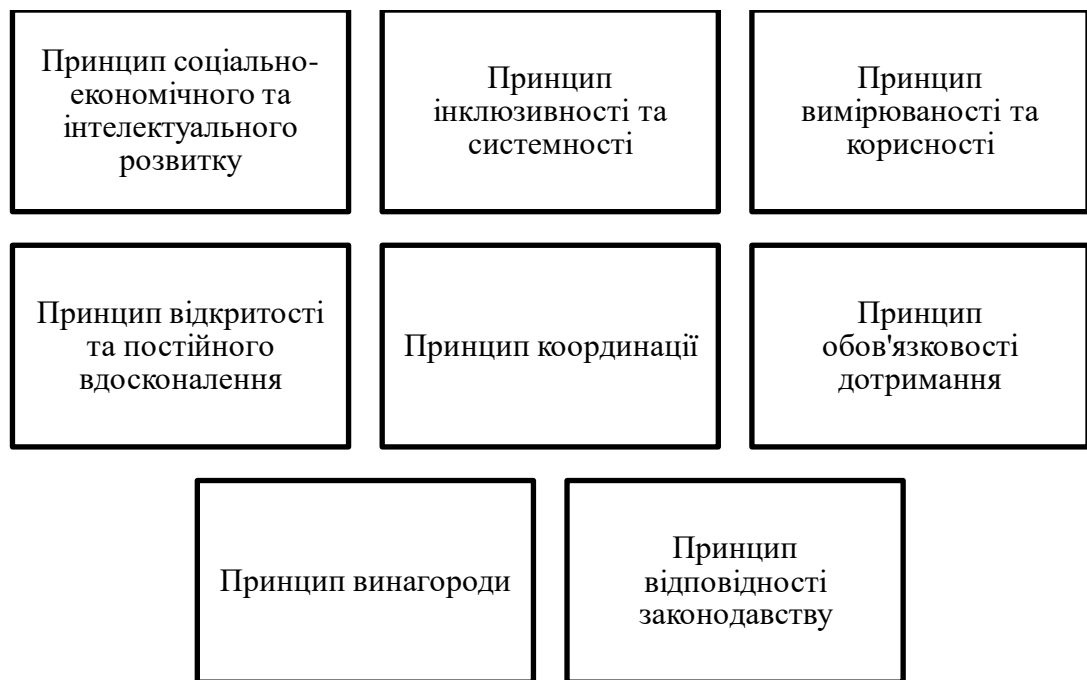 Принцип соціально-
економічного та
інтелектуального
розвитку
Принцип
інклюзивності та
системності
Принцип
вимірюваності та
корисності
Принцип відкритості
та постійного
вдосконалення
Принцип координації
Принцип
обов'язковості
дотримання
Принцип винагороди
Принцип
відповідності
законодавству